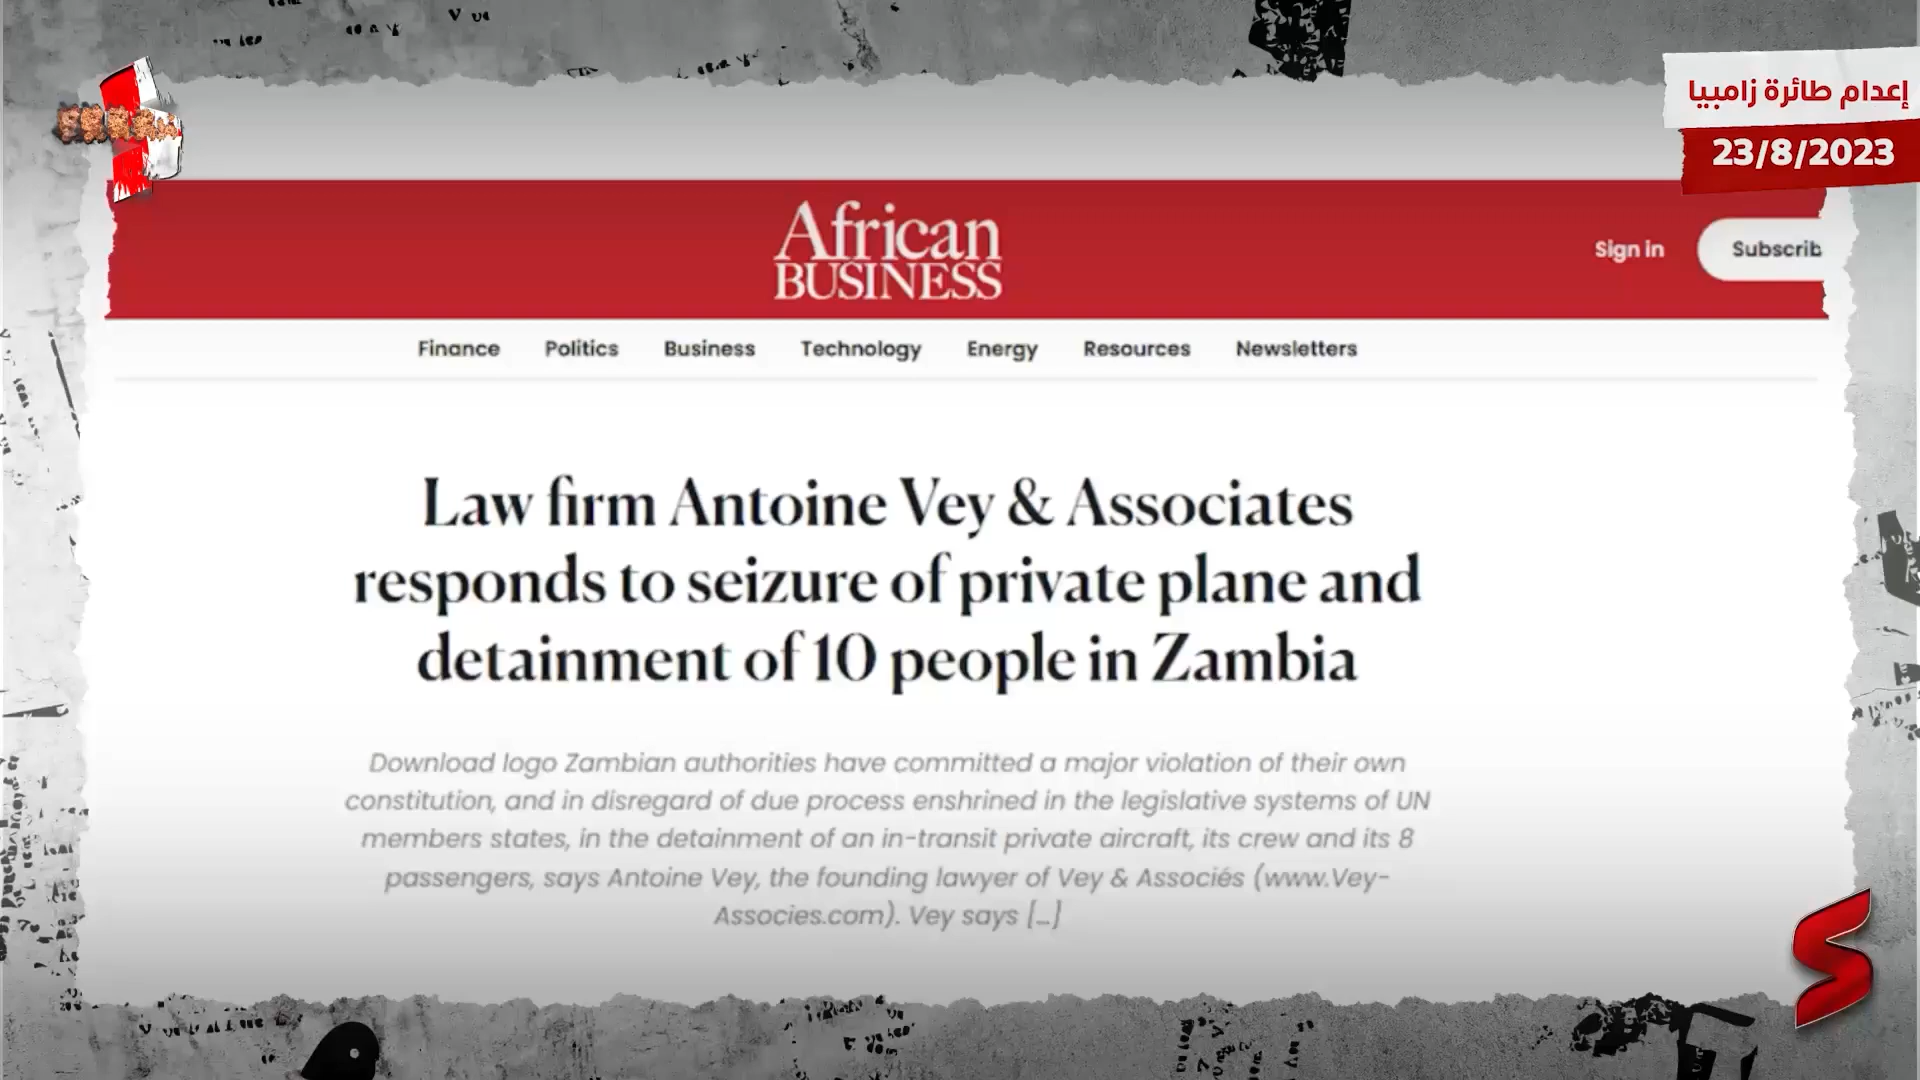 إعدام طائرة زامبيا
23/8/2023
African
BUSINESS
Sign in
Subscrib
Finance Politics Business Technology Energy Resources Newsletters
Law firm Antoine Vey & Associates
responds to seizure of private plane and
detainment of 10 people in Zambia
Download logo Zambian authorities have committed a major violation of their own
constitution, and in disregard of due process enshrined in the legislative systems of UN
members states, in the detainment of an in-transit private aircraft, its crew and its 8
passengers, says Antoine Vey, the founding lawyer of Vey & Associés (www.Vey-
Associes.com). Vey says [...]